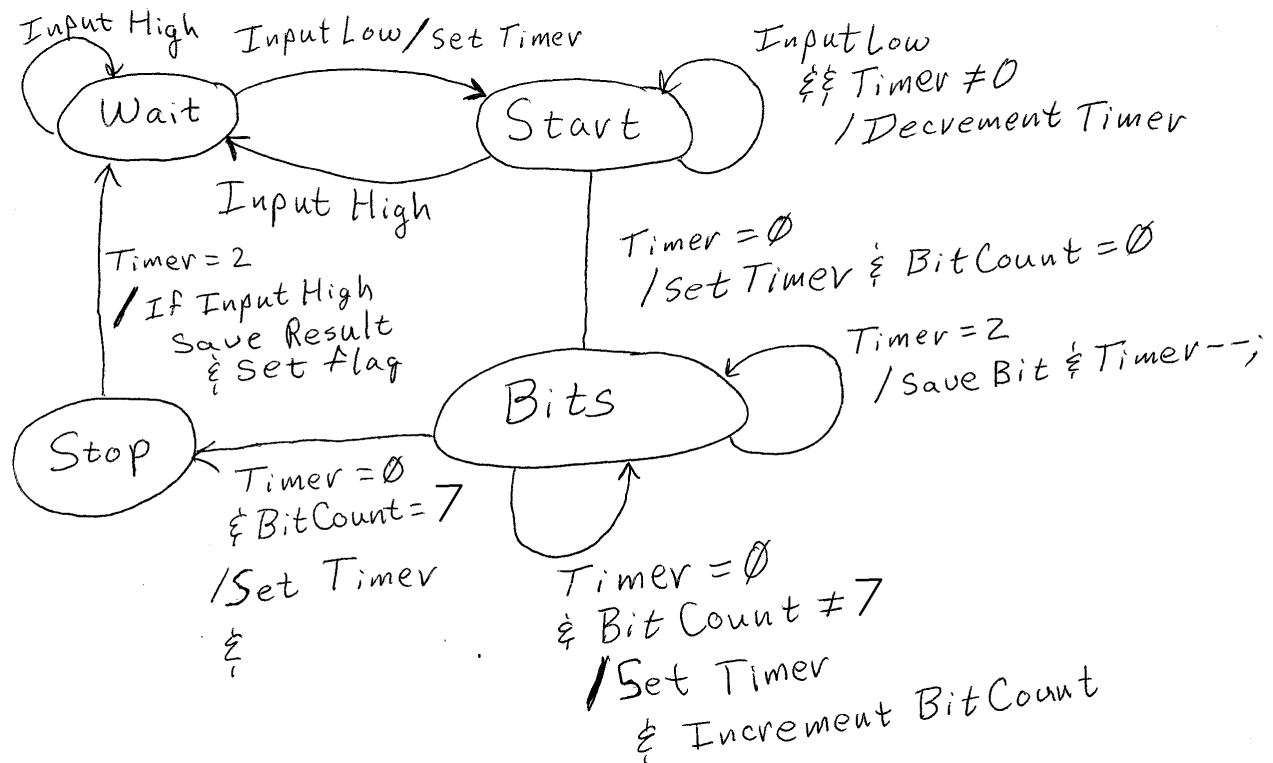 Input High
Input Low / Set Timer
Input Low
&& Timer ≠ 0
/ Decrement Timer
Wait
Start
Input High
Timer = Ø
/ Set Timer & BitCount = Ø
Timer = 2
/ If Input High
Save Result
& Set flag
Timer = 2
/ Save Bit & Timer--;
Bits
Stop
Timer = Ø
& BitCount = 7
/Set Timer
&
Timer = Ø
& Bit Count ≠ 7
/Set Timer
& Increment BitCount